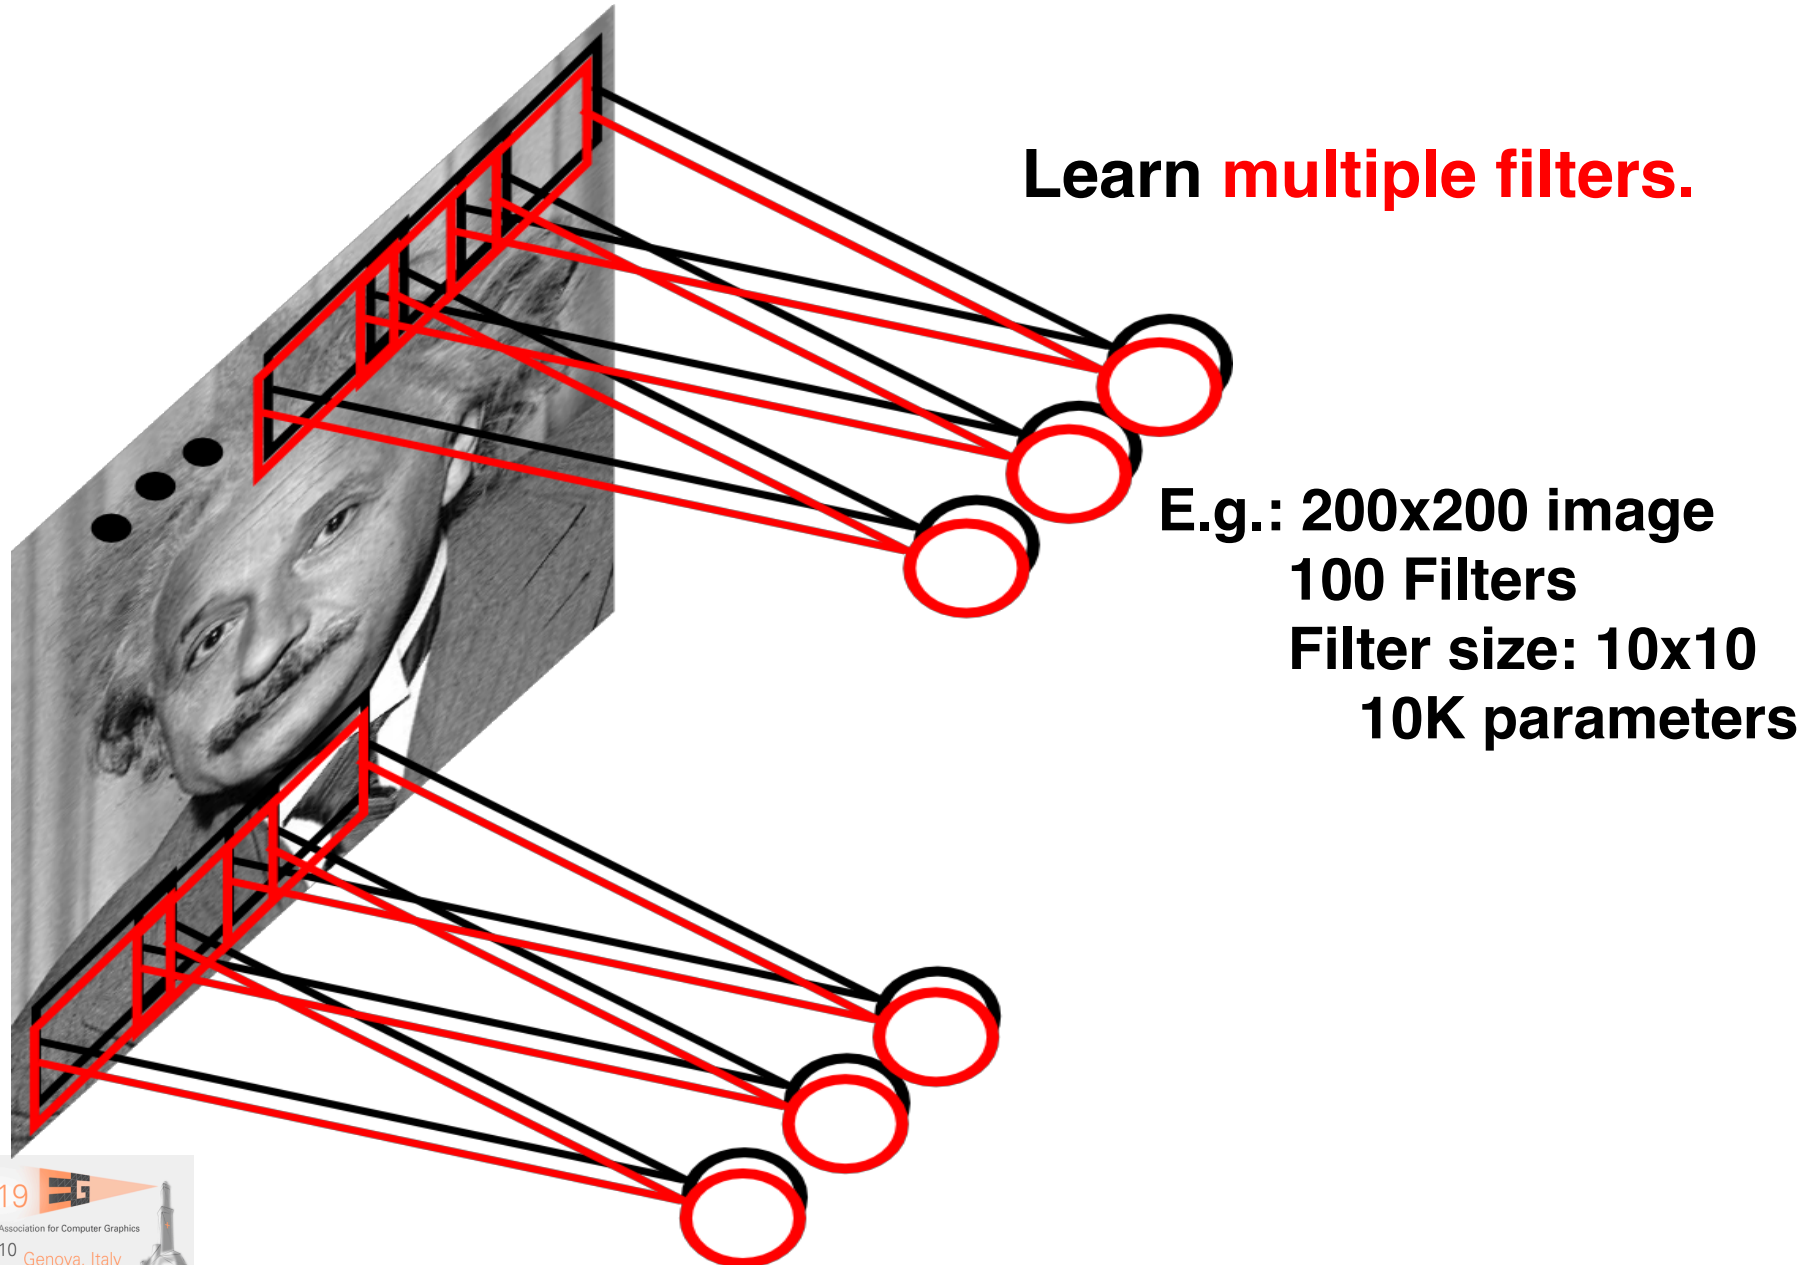 Learn multiple filters.
E.g.: 200x200 image
100 Filters
Filter size: 10x10
10K parameters
19 EG
Association for Computer Graphics
10 Genova, Italy